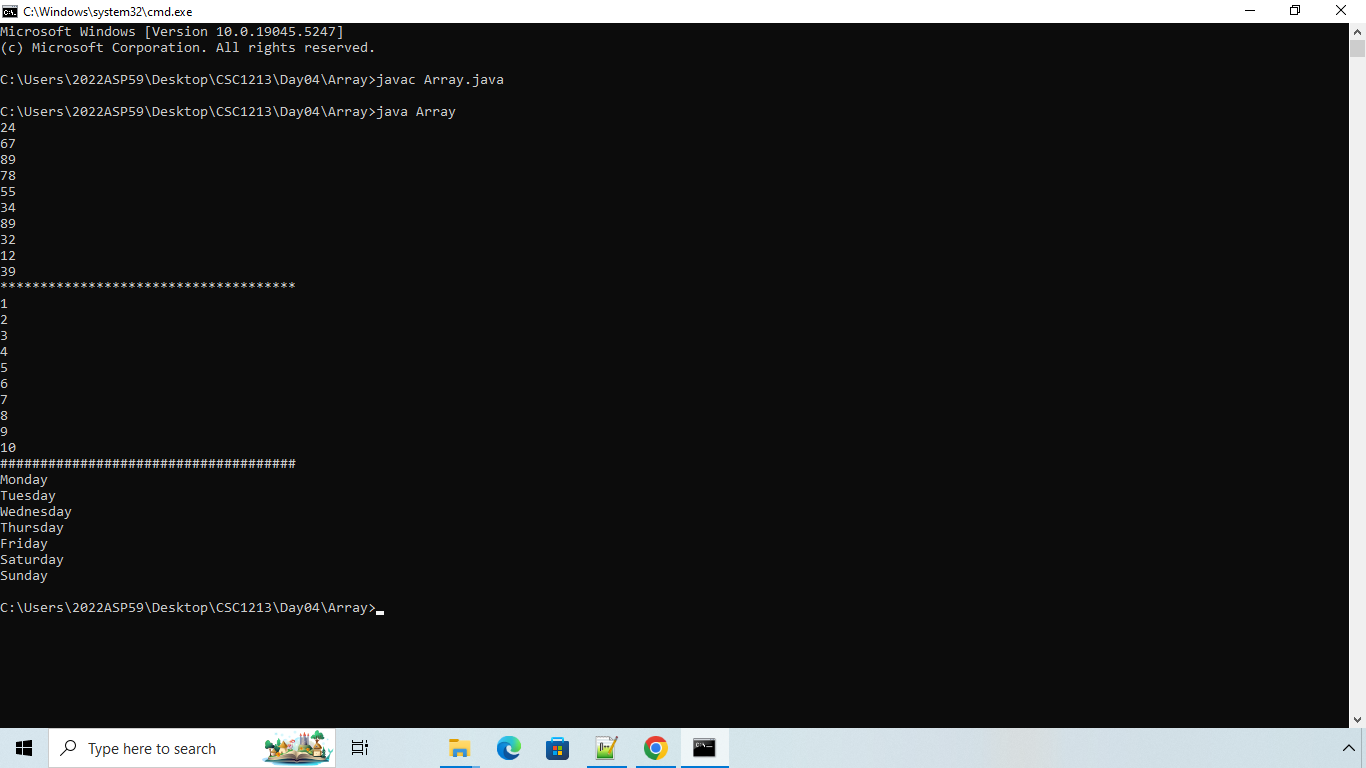 C:\Windows\system32\cmd.exe
Microsoft Windows [Version 10.0.19045.5247]
(c) Microsoft Corporation. All rights reserved.
C:\Users\2022ASP59\Desktop\CSC1213\Day04\Array>javac Array.java
C:\Users\2022ASP59\Desktop\CSC1213\Day04\Array>java Array
24
67
89
78
55
34
89
32
12
39
*************************************
1
2
3
4
5
6
7
8
9
10
#####################################
Monday
Tuesday
Wednesday
Thursday
Friday
Saturday
Sunday
C:\Users\2022ASP59\Desktop\CSC1213\Day04\Array>
Type here to search